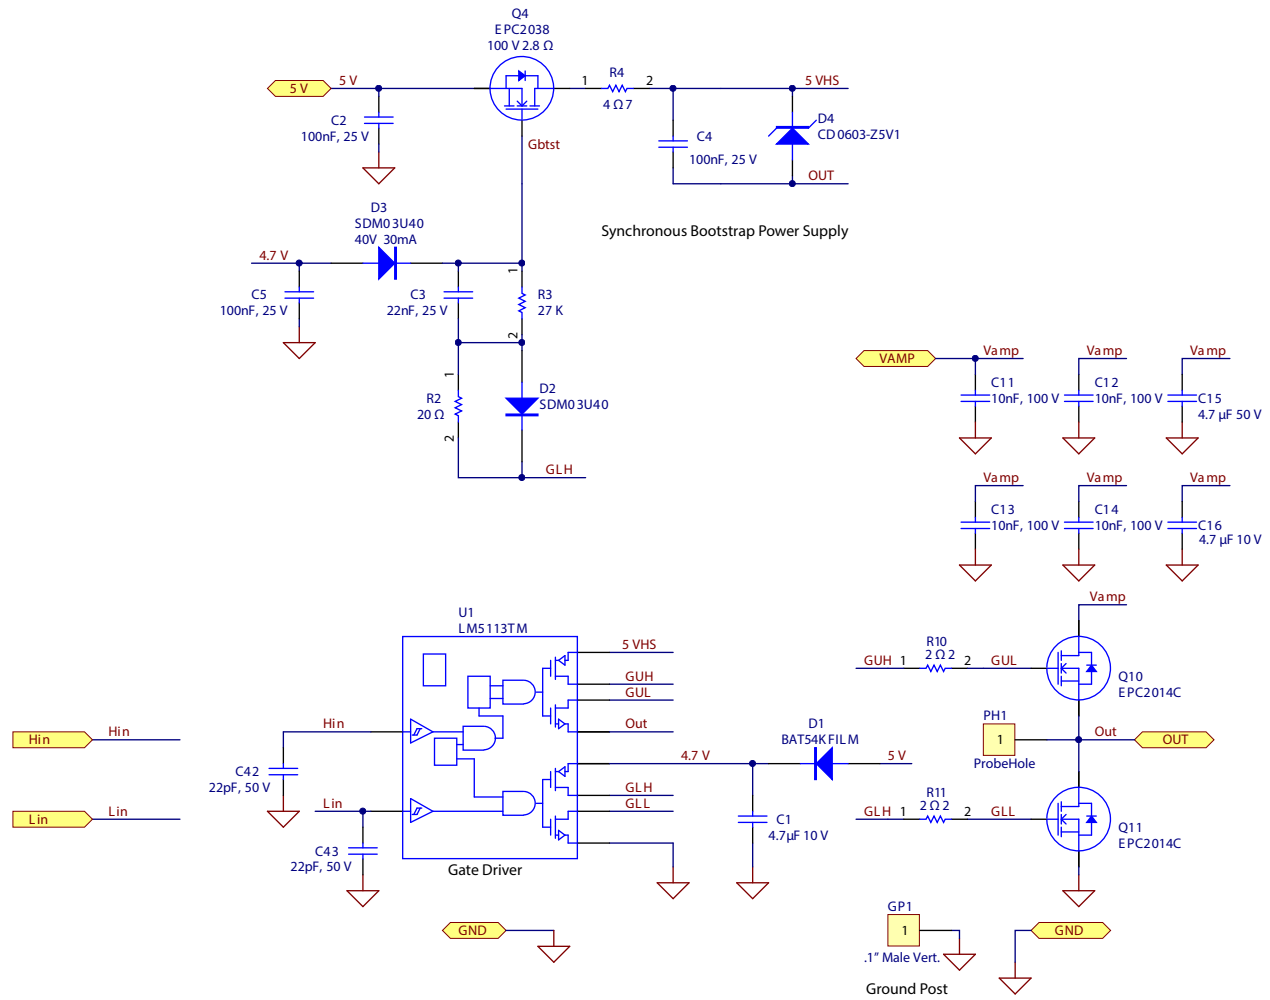 Q4
EPC2038
100 V 2.8 Ω
5 V
5 V
C2
100nF, 25 V
1
R4
2
4 Ω 7
5 VHS
C4
100nF, 25 V
D4
CD0603-Z5V1
OUT
Gbtst
Synchronous Bootstrap Power Supply
D3
SDM03U40
40V 30mA
4.7 V
C5
100nF, 25 V
C3
22nF, 25 V
1
R3
27 K
2
1
R2
20 Ω
2
D2
SDM03U40
GLH
VAMP
Vamp
Vamp
Vamp
C11
10nF, 100 V
C12
10nF, 100 V
C15
4.7 µF 50 V
Vamp
Vamp
Vamp
C13
10nF, 100 V
C14
10nF, 100 V
C16
4.7 µF 10 V
U1
LM5113TM
5 VHS
GUH
GUL
Out
4.7 V
GLH
GLL
Hin
Hin
Hin
C42
22pF, 50 V
Lin
Lin
Lin
C43
22pF, 50 V
Gate Driver
D1
BAT54KFILM
5 V
C1
4.7µF 10 V
Vamp
R10
2 Ω 2
GUH
1
2
GUL
Q10
EPC2014C
PH1
1
ProbeHole
Out
OUT
R11
2 Ω 2
GLH
1
2
GLL
Q11
EPC2014C
GND
GP1
1
.1” Male Vert.
GND
Ground Post